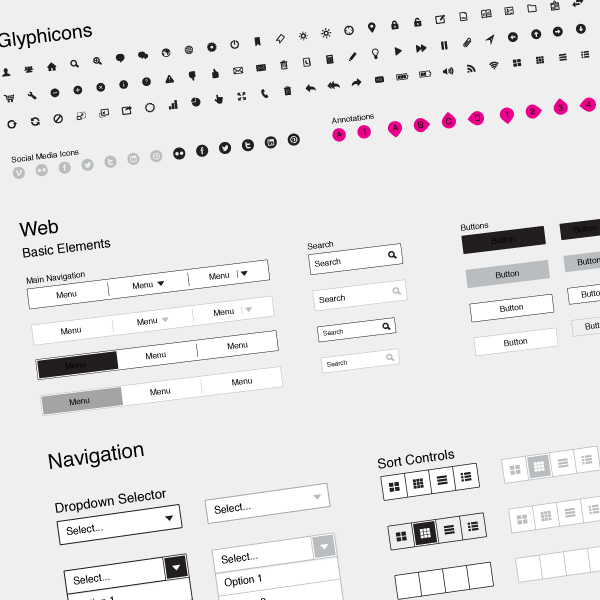 Glyphicons
Annotations
A 1 A B C D 1 2 3 4
Social Media Icons
Web
Basic Elements
Main Navigation
Menu Menu Menu
Menu Menu Menu
Menu Menu Menu
Menu Menu Menu
Search
Search
Search
Search
Search
Buttons
Button Button
Button Button
Button
Button
Navigation
Dropdown Selector
Select...
Select...
Select...
Select...
Option 1
Sort Controls